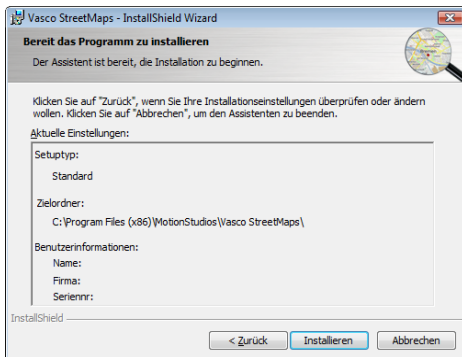 Vasco StreetMaps - InstallShield Wizard
Bereit das Programm zu installieren
Der Assistent ist bereit, die Installation zu beginnen.
Klicken Sie auf "Zurück", wenn Sie Ihre Installationseinstellungen überprüfen oder ändern
wollen. Klicken Sie auf "Abbrechen", um den Assistenten zu beenden.
Aktuelle Einstellungen:
Setuptyp:
Standard
Zielordner:
C:\Program Files (x86)\MotionStudios\Vasco StreetMaps\
Benutzerinformationen:
Name:
Firma:
Seriennr:
InstallShield
< Zurück Installieren Abbrechen